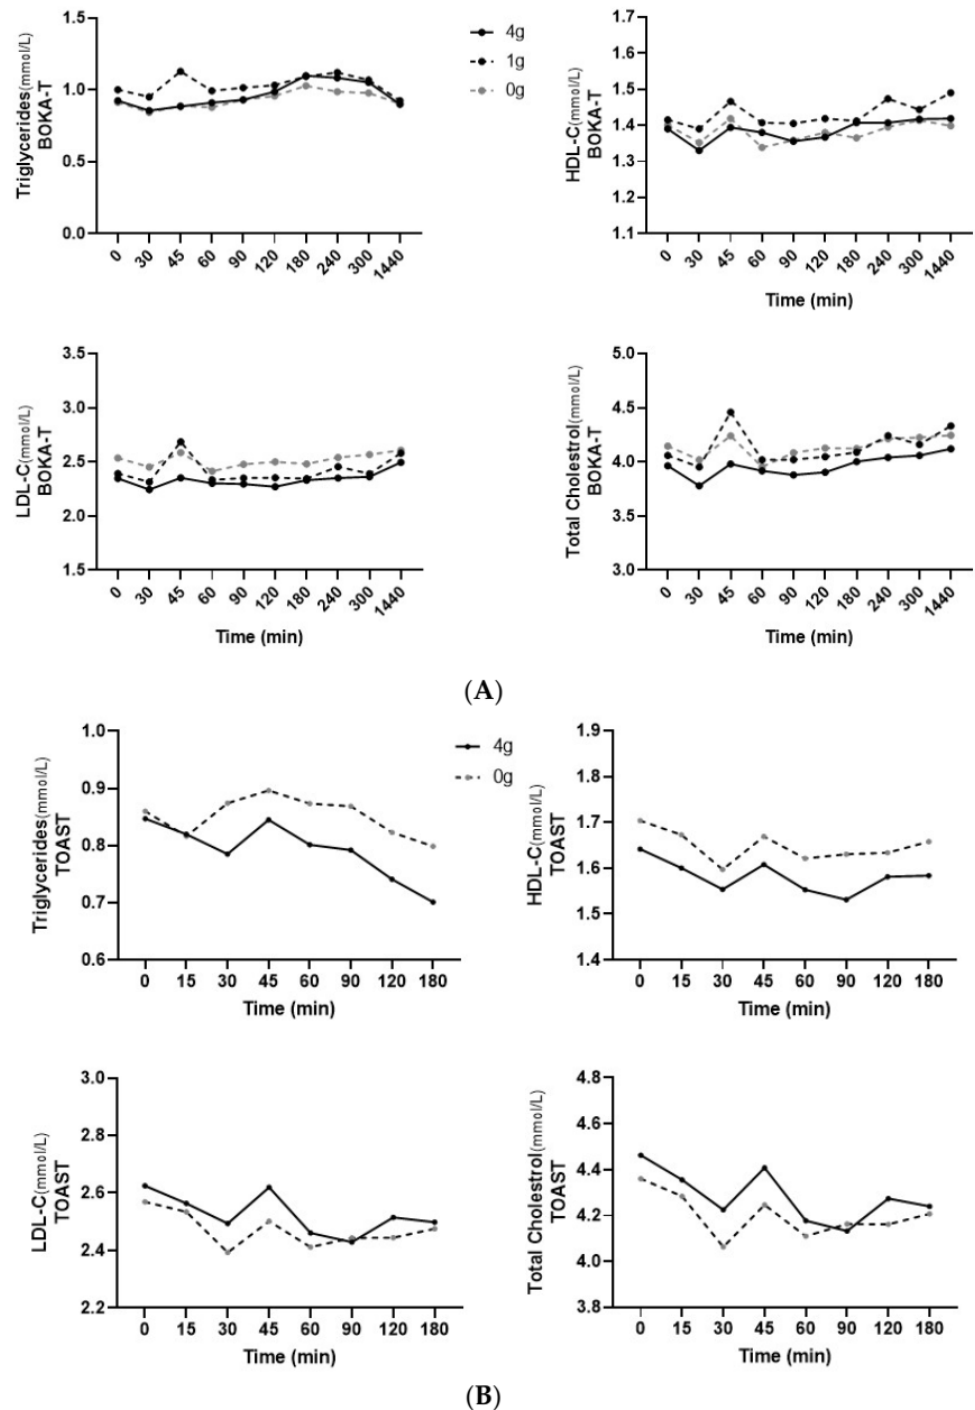 Triglycerides(mmol/L)
BOKA-T
1.5
1.0
0.5
0.0
0 30 45 60 90 120 180 240 300 1440
4g
1g
0g
HDL-C(mmol/L)
BOKA-T
1.7
1.6
1.5
1.4
1.3
1.2
1.1
0 30 45 60 90 120 180 240 300 1440
Time (min)
LDL-C(mmol/L)
BOKA-T
3.5
3.0
2.5
2.0
1.5
0 30 45 60 90 120 180 240 300 1440
Time (min)
Total Cholestrol(mmol/L)
BOKA-T
5.0
4.5
4.0
3.5
3.0
0 30 45 60 90 120 180 240 300 1440
Time (min)
(A)
Triglycerides(mmol/L)
TOAST
1.0
0.9
0.8
0.7
0.6
0 15 30 45 60 90 120 180
Time (min)
4g
0g
HDL-C(mmol/L)
TOAST
1.9
1.8
1.7
1.6
1.5
1.4
0 15 30 45 60 90 120 180
Time (min)
LDL-C(mmol/L)
TOAST
3.0
2.8
2.6
2.4
2.2
0 15 30 45 60 90 120 180
Time (min)
Total Cholestrol(mmol/L)
TOAST
4.8
4.6
4.4
4.2
4.0
3.8
0 15 30 45 60 90 120 180
Time (min)
(B)